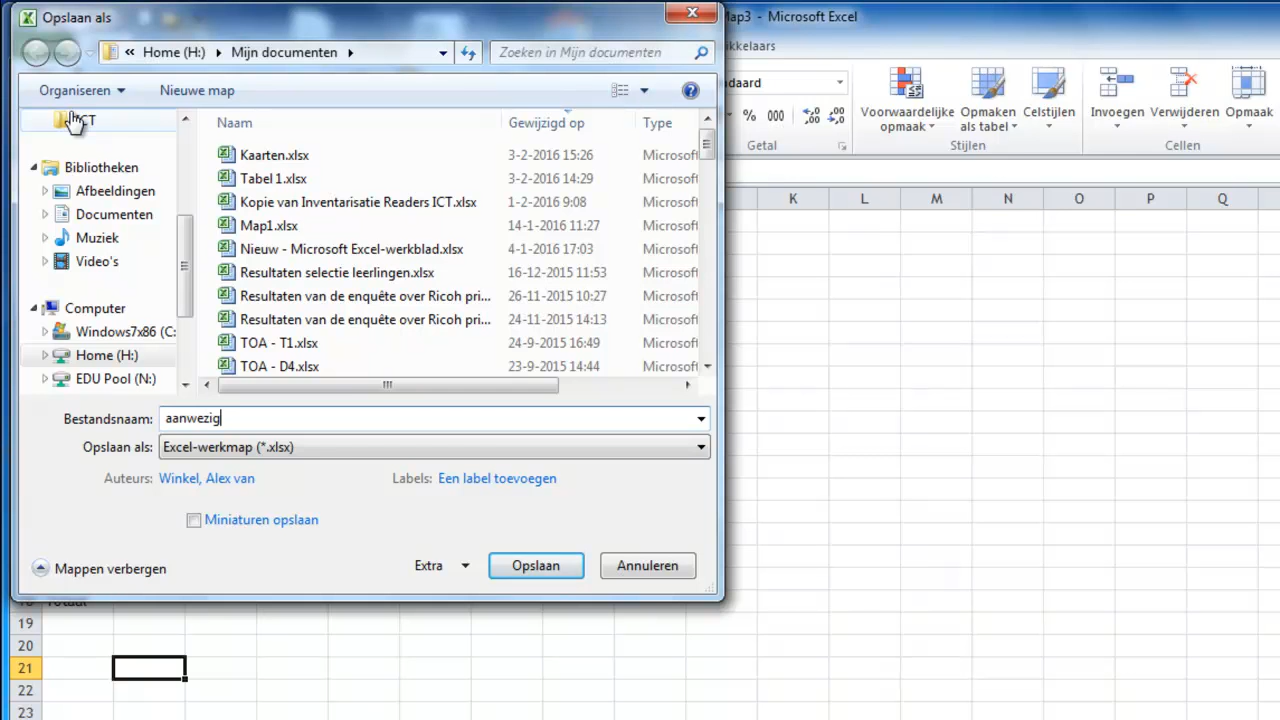 Opslaan als
Map3 - Microsoft Excel
« Home (H:) Mijn documenten
Zoeken in Mijn documenten
Organiseren
Nieuwe map
Naam
Gewijzigd op
Type
Kaarten.xlsx 3-2-2016 15:26 Microsoft
Tabel 1.xlsx 3-2-2016 14:29 Microsoft
Kopie van Inventarisatie Readers ICT.xlsx 1-2-2016 9:08 Microsoft
Map1.xlsx 14-1-2016 11:27 Microsoft
Nieuw - Microsoft Excel-werkblad.xlsx 4-1-2016 17:03 Microsoft
Resultaten selectie leerlingen.xlsx 16-12-2015 11:53 Microsoft
Resultaten van de enquête over Ricoh pri... 26-11-2015 10:27 Microsoft
Resultaten van de enquête over Ricoh pri... 24-11-2015 14:13 Microsoft
TOA - T1.xlsx 24-9-2015 16:49 Microsoft
TOA - D4.xlsx 23-9-2015 14:44 Microsoft
Bibliotheken
Afbeeldingen
Documenten
Muziek
Video's
Computer
Windows7x86 (C:
Home (H:)
EDU Pool (N:)
Bestandsnaam: aanwezig
Opslaan als: Excel-werkmap (*.xlsx)
Auteurs: Winkel, Alex van
Labels: Een label toevoegen
Miniaturen opslaan
Mappen verbergen
Extra
Opslaan
Annuleren
% 000
Getal
Voorwaardelijke opmaak
Opmaken als tabel
Celstijlen
Stijlen
Invoegen
Verwijderen
Opmaak
Cellen
K L M N O P Q
19
20
21
22
23